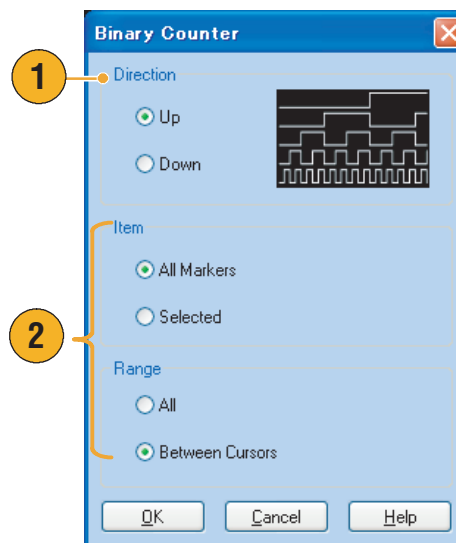 Binary Counter
1
Direction
Up
Down
Item
All Markers
Selected
2
Range
All
Between Cursors
OK Cancel Help